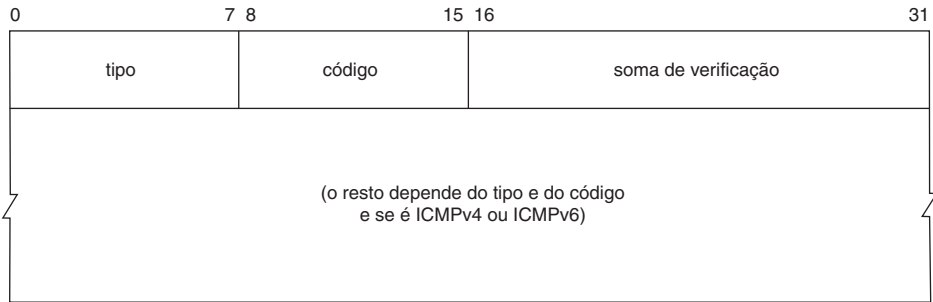 0 7 8 15 16 31
tipo código soma de verificação
(o resto depende do tipo e do código
e se é ICMPv4 ou ICMPv6)